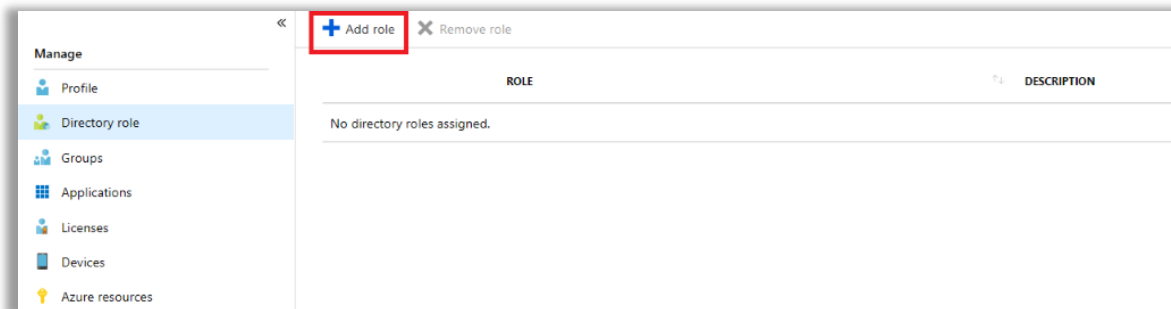 «
Manage
Profile
Directory role
Groups
Applications
Licenses
Devices
Azure resources
Add role Remove role
ROLE DESCRIPTION
No directory roles assigned.